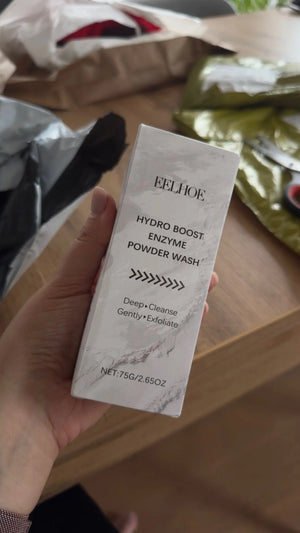 EELHOE
HYDRO BOOST
ENZYME
POWDER WASH
Deep•Cleanse
Gently•Exfoliate
NET:75G/2.65OZ